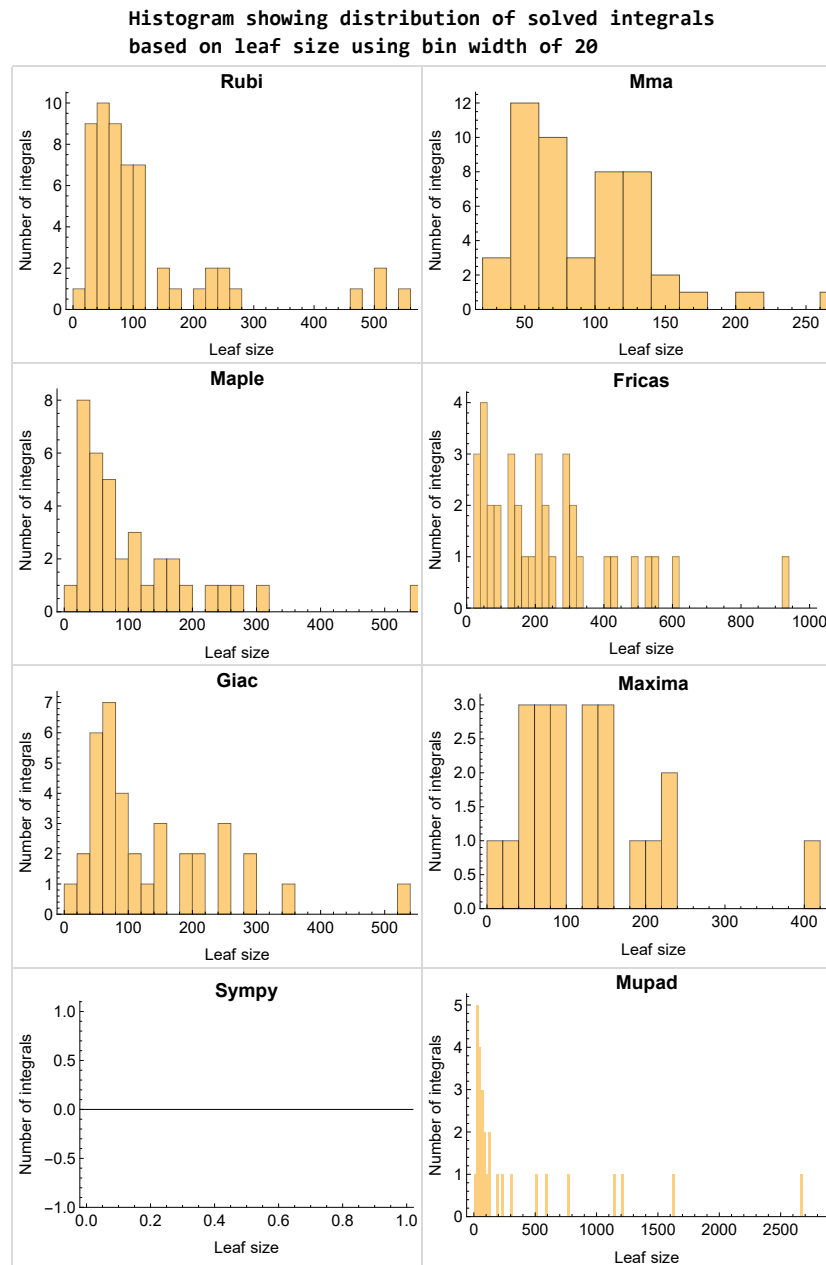 Histogram showing distribution of solved integrals
based on leaf size using bin width of 20
Rubi
Number of integrals
10
8
6
4
2
0
0 100 200 300 400 500
Leaf size
Mma
Number of integrals
12
10
8
6
4
2
0
50 100 150 200 250
Leaf size
Maple
Number of integrals
8
6
4
2
0
0 100 200 300 400 500
Leaf size
Fricas
Number of integrals
4
3
2
1
0
0 200 400 600 800 1000
Leaf size
Giac
Number of integrals
7
6
5
4
3
2
1
0
0 100 200 300 400 500
Leaf size
Maxima
Number of integrals
3.0
2.5
2.0
1.5
1.0
0.5
0.0
0 100 200 300 400
Leaf size
Sympy
Number of integrals
1.0
0.5
0.0
−0.5
−1.0
0.0 0.2 0.4 0.6 0.8 1.0
Leaf size
Mupad
Number of integrals
5
4
3
2
1
0
0 500 1000 1500 2000 2500
Leaf size